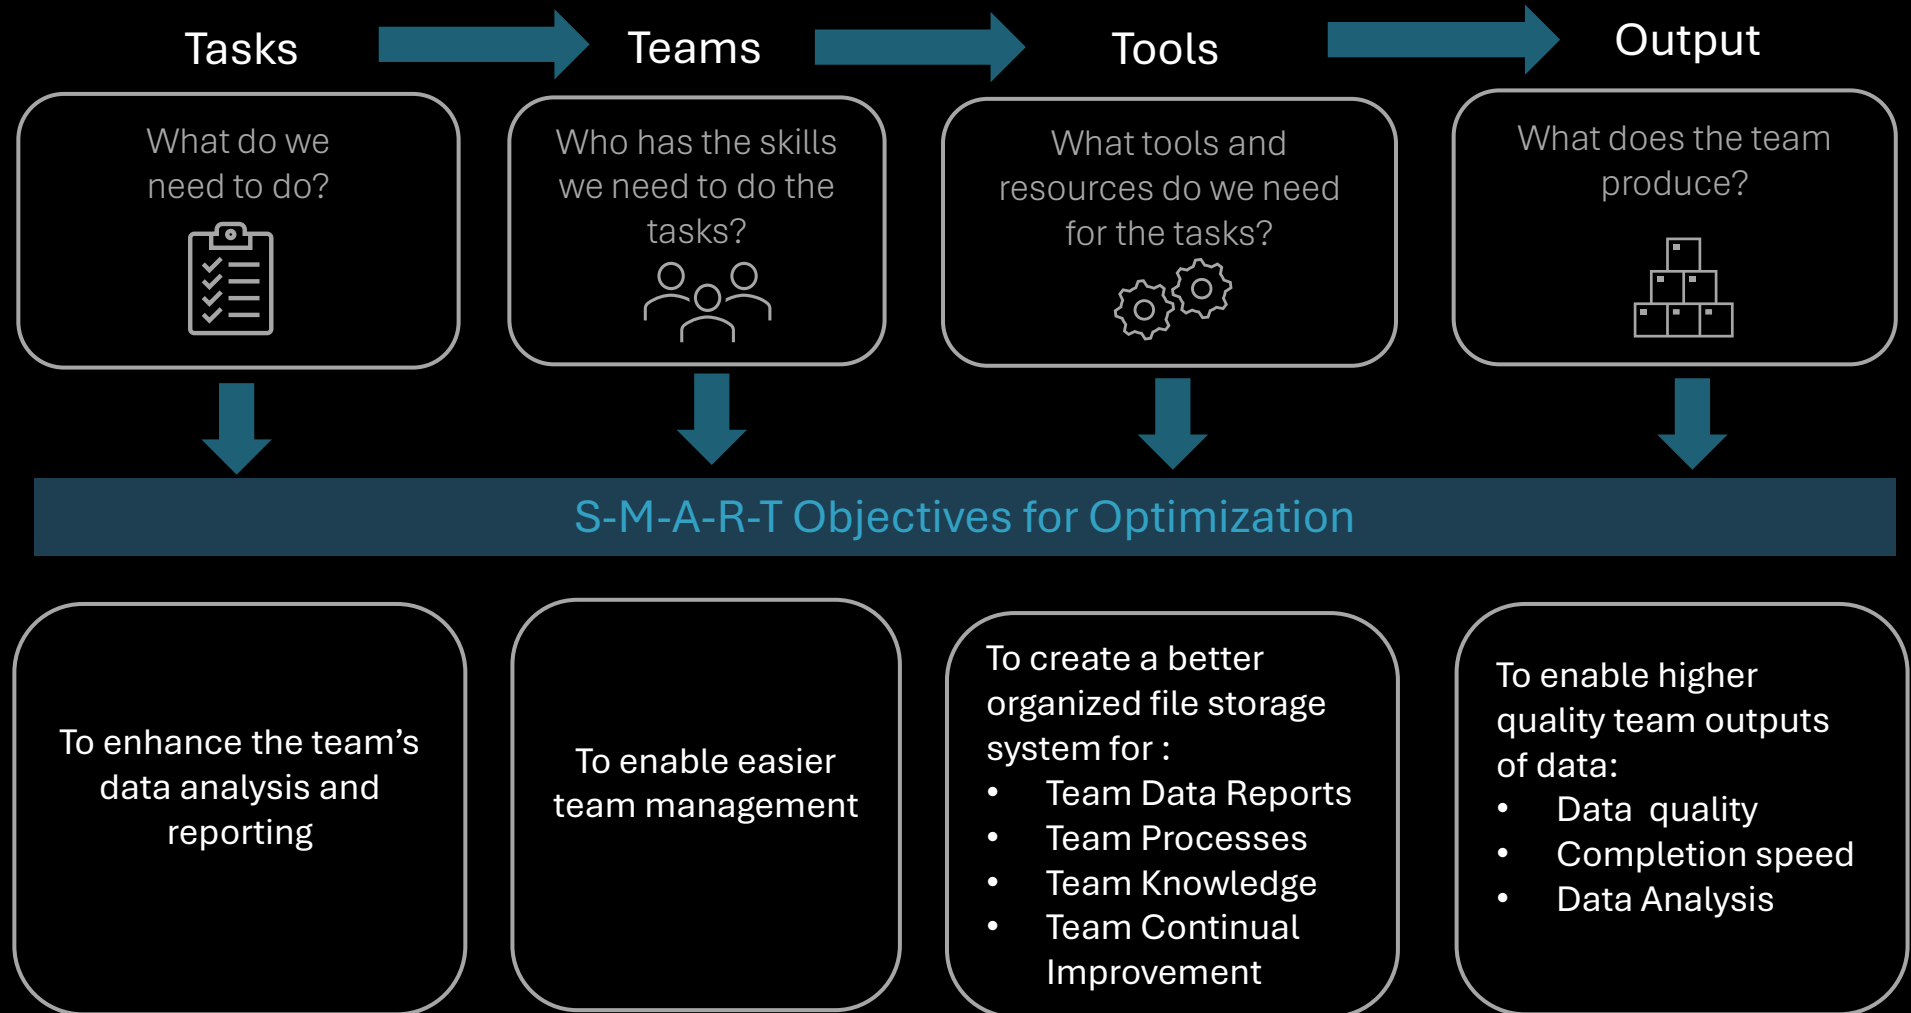 Tasks
Teams
Tools
Output
What do we
need to do?
Who has the skills
we need to do the
tasks?
What tools and
resources do we need
for the tasks?
What does the team
produce?
S-M-A-R-T Objectives for Optimization
To enhance the team’s
data analysis and
reporting
To enable easier
team management
To create a better
organized file storage
system for :
• Team Data Reports
• Team Processes
• Team Knowledge
• Team Continual
Improvement
To enable higher
quality team outputs
of data:
• Data  quality
• Completion speed
• Data Analysis